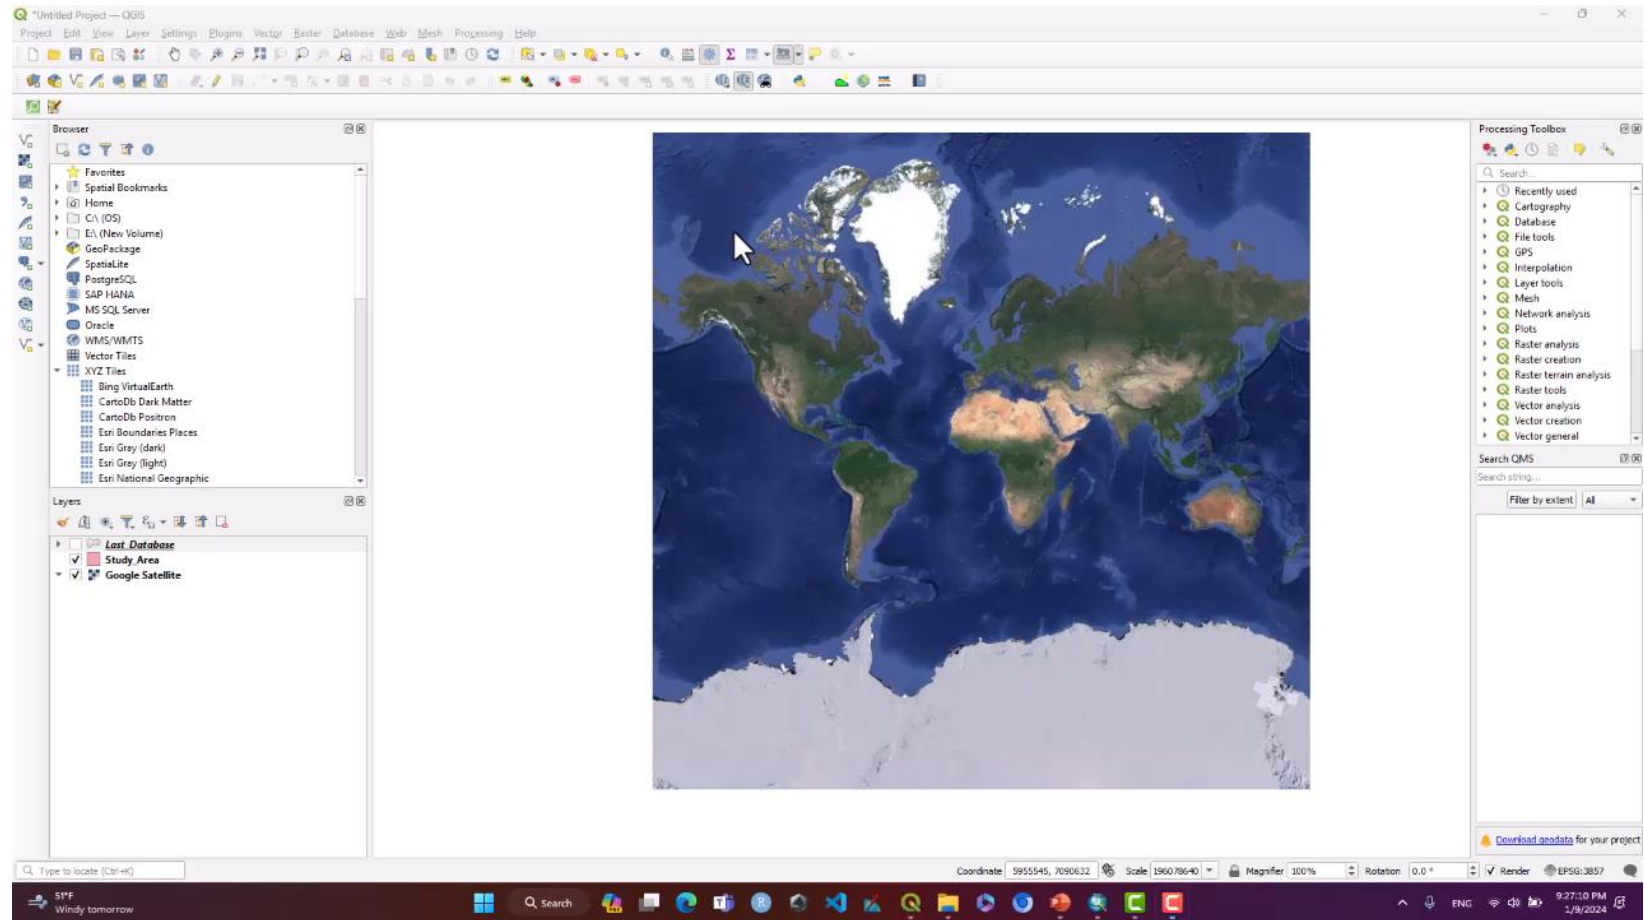 *Untitled Project — QGIS
Project Edit View Layer Settings Plugins Vector Raster Database Web Mesh Processing Help
Browser
Favorites
Spatial Bookmarks
Home
C:\ (OS)
E:\ (New Volume)
GeoPackage
SpatiaLite
PostgreSQL
SAP HANA
MS SQL Server
Oracle
WMS/WMTS
Vector Tiles
XYZ Tiles
Bing VirtualEarth
CartoDb Dark Matter
CartoDb Positron
Esri Boundaries Places
Esri Gray (dark)
Esri Gray (light)
Esri National Geographic
Layers
Last_Database
Study_Area
Google Satellite
Processing Toolbox
Search...
Recently used
Cartography
Database
File tools
GPS
Interpolation
Layer tools
Mesh
Network analysis
Plots
Raster analysis
Raster creation
Raster terrain analysis
Raster tools
Vector analysis
Vector creation
Vector general
Search QMS
Search string...
Filter by extent All
Download geodata for your project
Type to locate (Ctrl+K) Coordinate 5955545, 7090632 Scale 196078640 Magnifier 100% Rotation 0.0 ° Render EPSG:3857
51°F
Windy tomorrow
Search
ENG
9:27:10 PM
1/9/2024